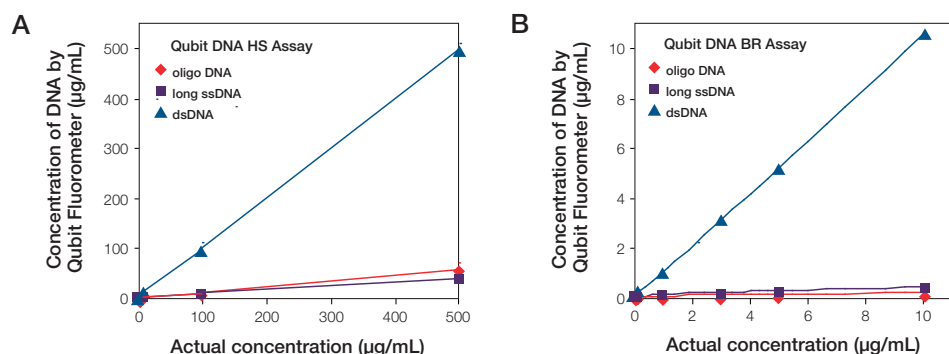 A
Qubit DNA HS Assay
oligo DNA
long ssDNA
dsDNA
Concentration of DNA by
Qubit Fluorometer (µg/mL)
500
400
300
200
100
0
0 100 200 300 400 500
Actual concentration (µg/mL)
B
Qubit DNA BR Assay
oligo DNA
long ssDNA
dsDNA
Concentration of DNA by
Qubit Fluorometer (µg/mL)
10
8
6
4
2
0
0 2 4 6 8 10
Actual concentration (µg/mL)